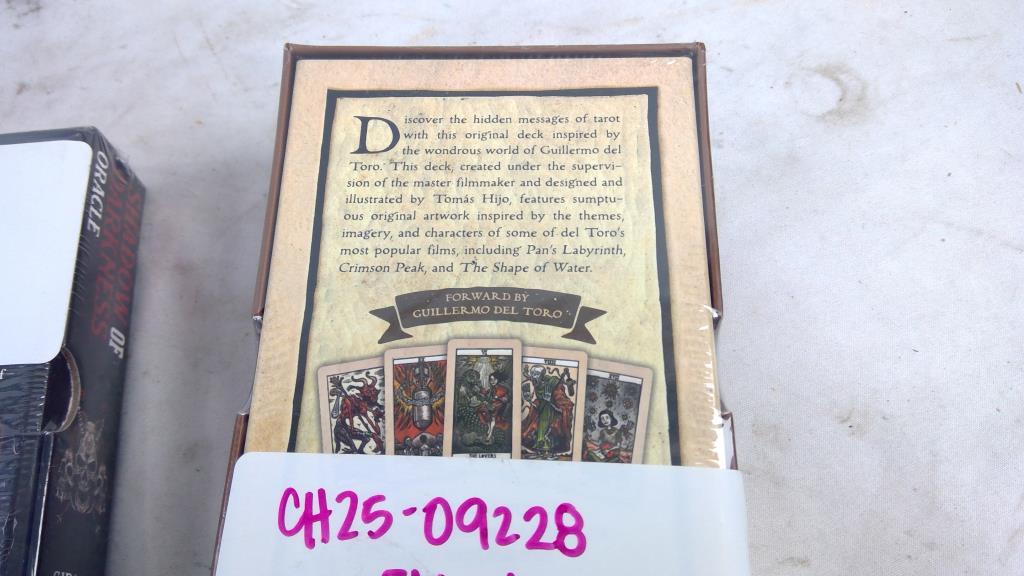 Discover the hidden messages of tarot
with this original deck inspired by
the wondrous world of Guillermo del
Toro. This deck, created under the supervi-
sion of the master filmmaker and designed and
illustrated by Tomás Hijo, features sumptu-
ous original artwork inspired by the themes,
imagery, and characters of some of del Toro's
most popular films, including Pan's Labyrinth,
Crimson Peak, and The Shape of Water.
FORWARD BY
GUILLERMO DEL TORO
VI
THE LOVERS
CH25-09228
SHADOW OF
DARKNESS
ORACLE